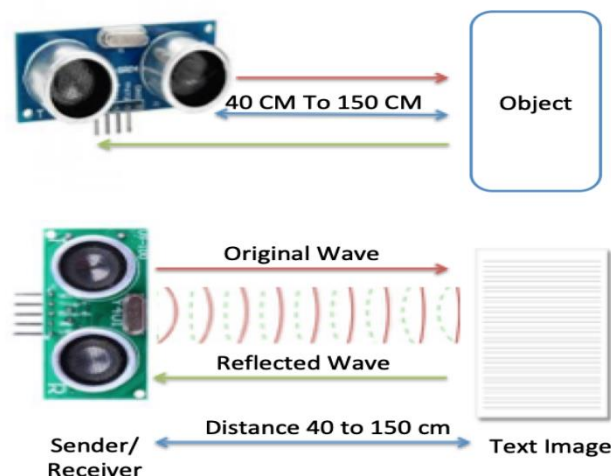 40 CM To 150 CM
Object
T
Original Wave
Reflected Wave
R
Distance 40 to 150 cm
Sender/
Receiver
Text Image